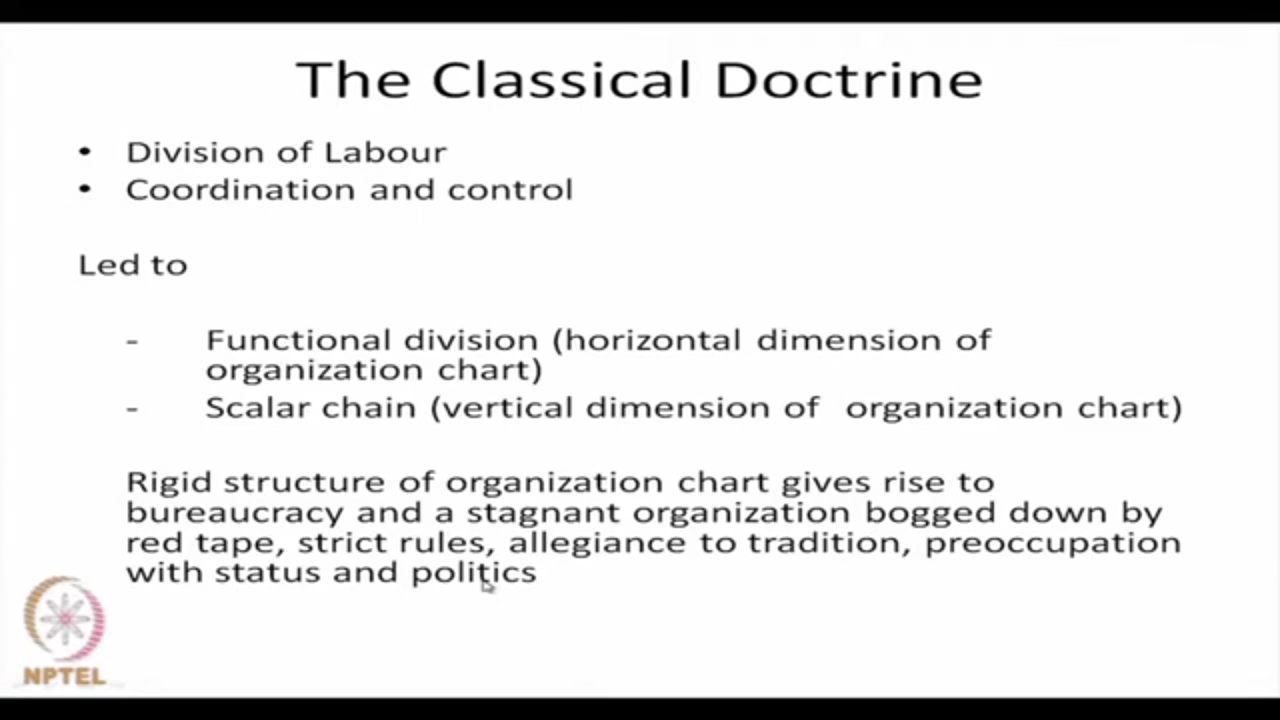 The Classical Doctrine
• Division of Labour
• Coordination and control
Led to
- Functional division (horizontal dimension of
organization chart)
- Scalar chain (vertical dimension of organization chart)
Rigid structure of organization chart gives rise to
bureaucracy and a stagnant organization bogged down by
red tape, strict rules, allegiance to tradition, preoccupation
with status and politics
NPTEL